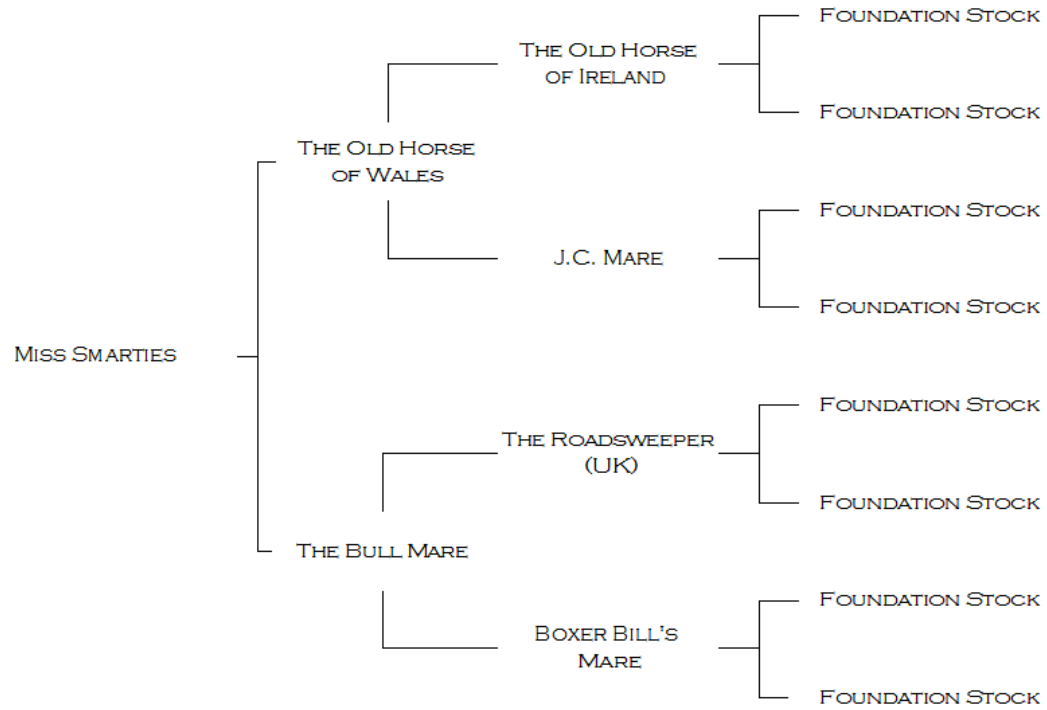 Foundation Stock
The Old Horse
of Ireland
Foundation Stock
The Old Horse
of Wales
Foundation Stock
J.C. Mare
Foundation Stock
Miss Smarties
Foundation Stock
The Roadsweeper
(UK)
Foundation Stock
The Bull Mare
Foundation Stock
Boxer Bill's
Mare
Foundation Stock